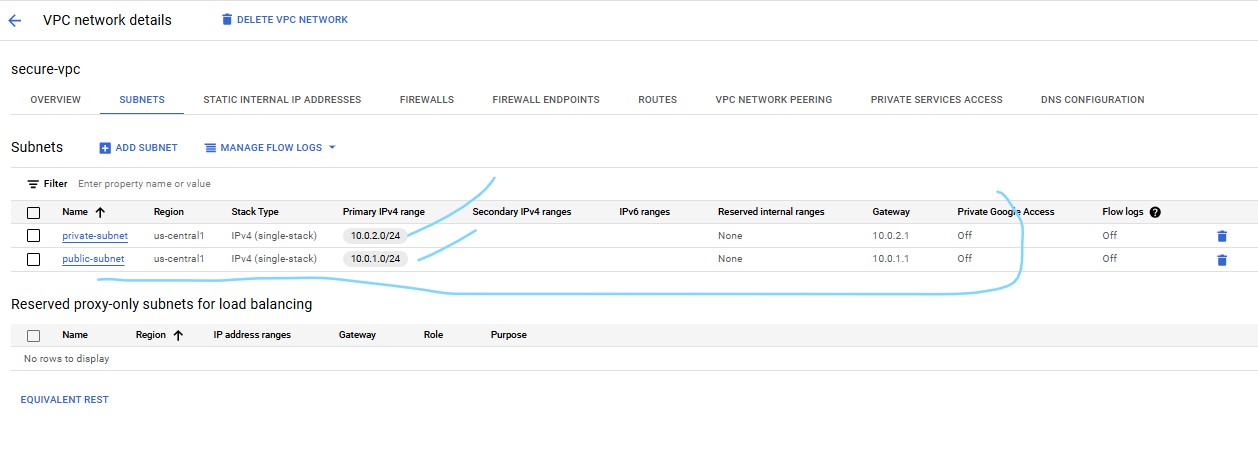 VPC network details DELETE VPC NETWORK
secure-vpc
OVERVIEW SUBNETS STATIC INTERNAL IP ADDRESSES FIREWALLS FIREWALL ENDPOINTS ROUTES VPC NETWORK PEERING PRIVATE SERVICES ACCESS DNS CONFIGURATION
Subnets ADD SUBNET MANAGE FLOW LOGS
Filter Enter property name or value
Name Region Stack Type Primary IPv4 range Secondary IPv4 ranges IPv6 ranges Reserved internal ranges Gateway Private Google Access Flow logs ?
private-subnet us-central1 IPv4 (single-stack) 10.0.2.0/24 None 10.0.2.1 Off Off
public-subnet us-central1 IPv4 (single-stack) 10.0.1.0/24 None 10.0.1.1 Off Off
Reserved proxy-only subnets for load balancing
Name Region IP address ranges Gateway Role Purpose
No rows to display
EQUIVALENT REST